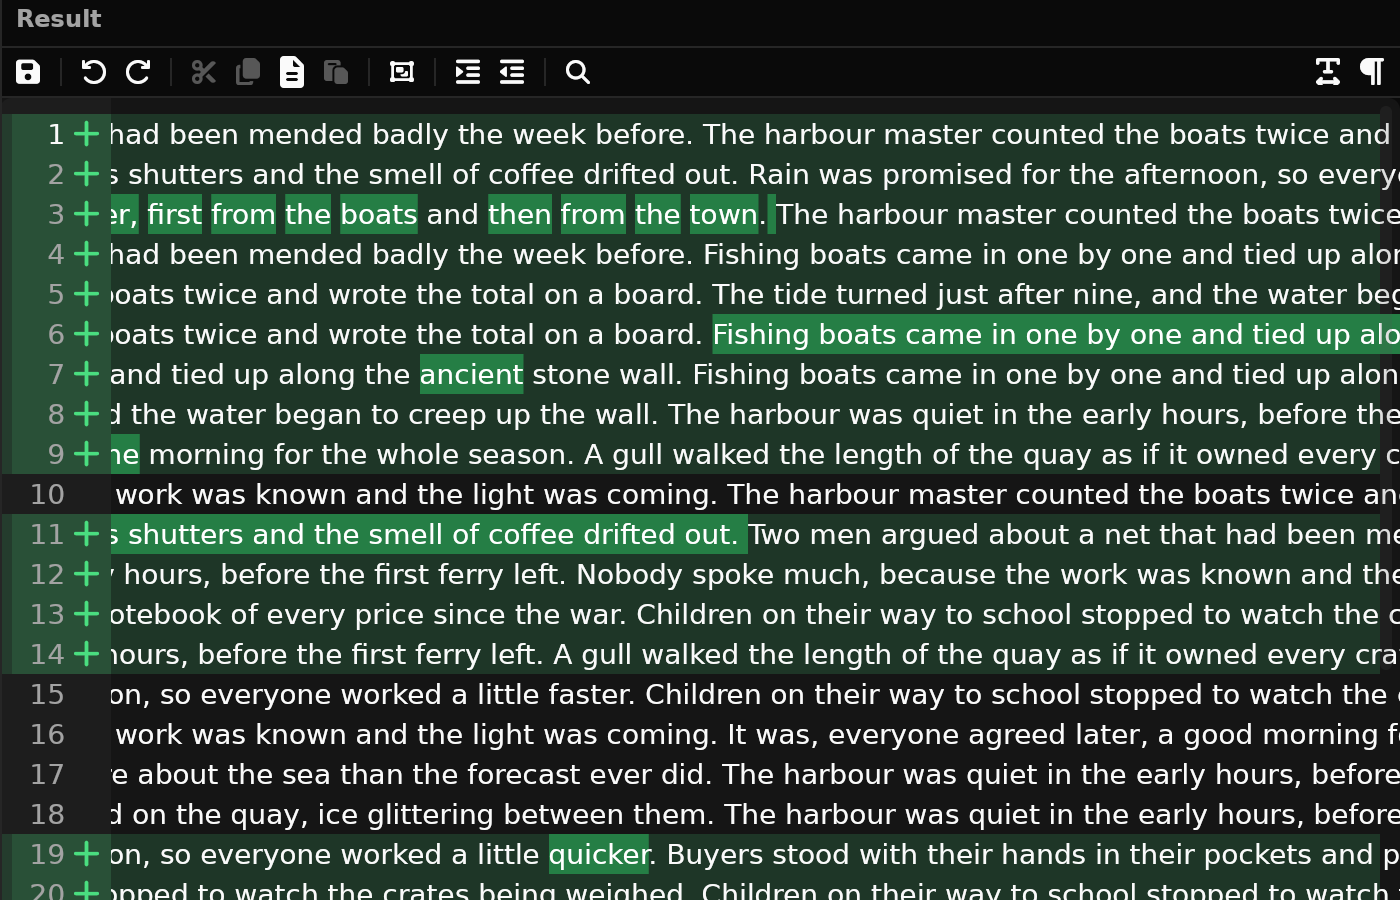 Result
1 had been mended badly the week before. The harbour master counted the boats twice and
2 shutters and the smell of coffee drifted out. Rain was promised for the afternoon, so
3 first from the boats and then from the town. The harbour master counted the boats twice
4 had been mended badly the week before. Fishing boats came in one by one and tied up
5 twice and wrote the total on a board. The tide turned just after nine, and the water
6 twice and wrote the total on a board. Fishing boats came in one by one and tied up
7 and tied up along the ancient stone wall. Fishing boats came in one by one and tied up
8 the water began to creep up the wall. The harbour was quiet in the early hours, before the
9 morning for the whole season. A gull walked the length of the quay as if it owned every
10 work was known and the light was coming. The harbour master counted the boats twice
11 shutters and the smell of coffee drifted out. Two men argued about a net that had been
12 hours, before the first ferry left. Nobody spoke much, because the work was known and the
13 of every price since the war. Children on their way to school stopped to watch the
14 hours, before the first ferry left. A gull walked the length of the quay as if it owned every
15 so everyone worked a little faster. Children on their way to school stopped to watch the
16 work was known and the light was coming. It was, everyone agreed later, a good morning
17 about the sea than the forecast ever did. The harbour was quiet in the early hours, before
18 on the quay, ice glittering between them. The harbour was quiet in the early hours, before
19 so everyone worked a little quicker. Buyers stood with their hands in their pockets and
20 to watch the crates being weighed. Children on their way to school stopped to watch